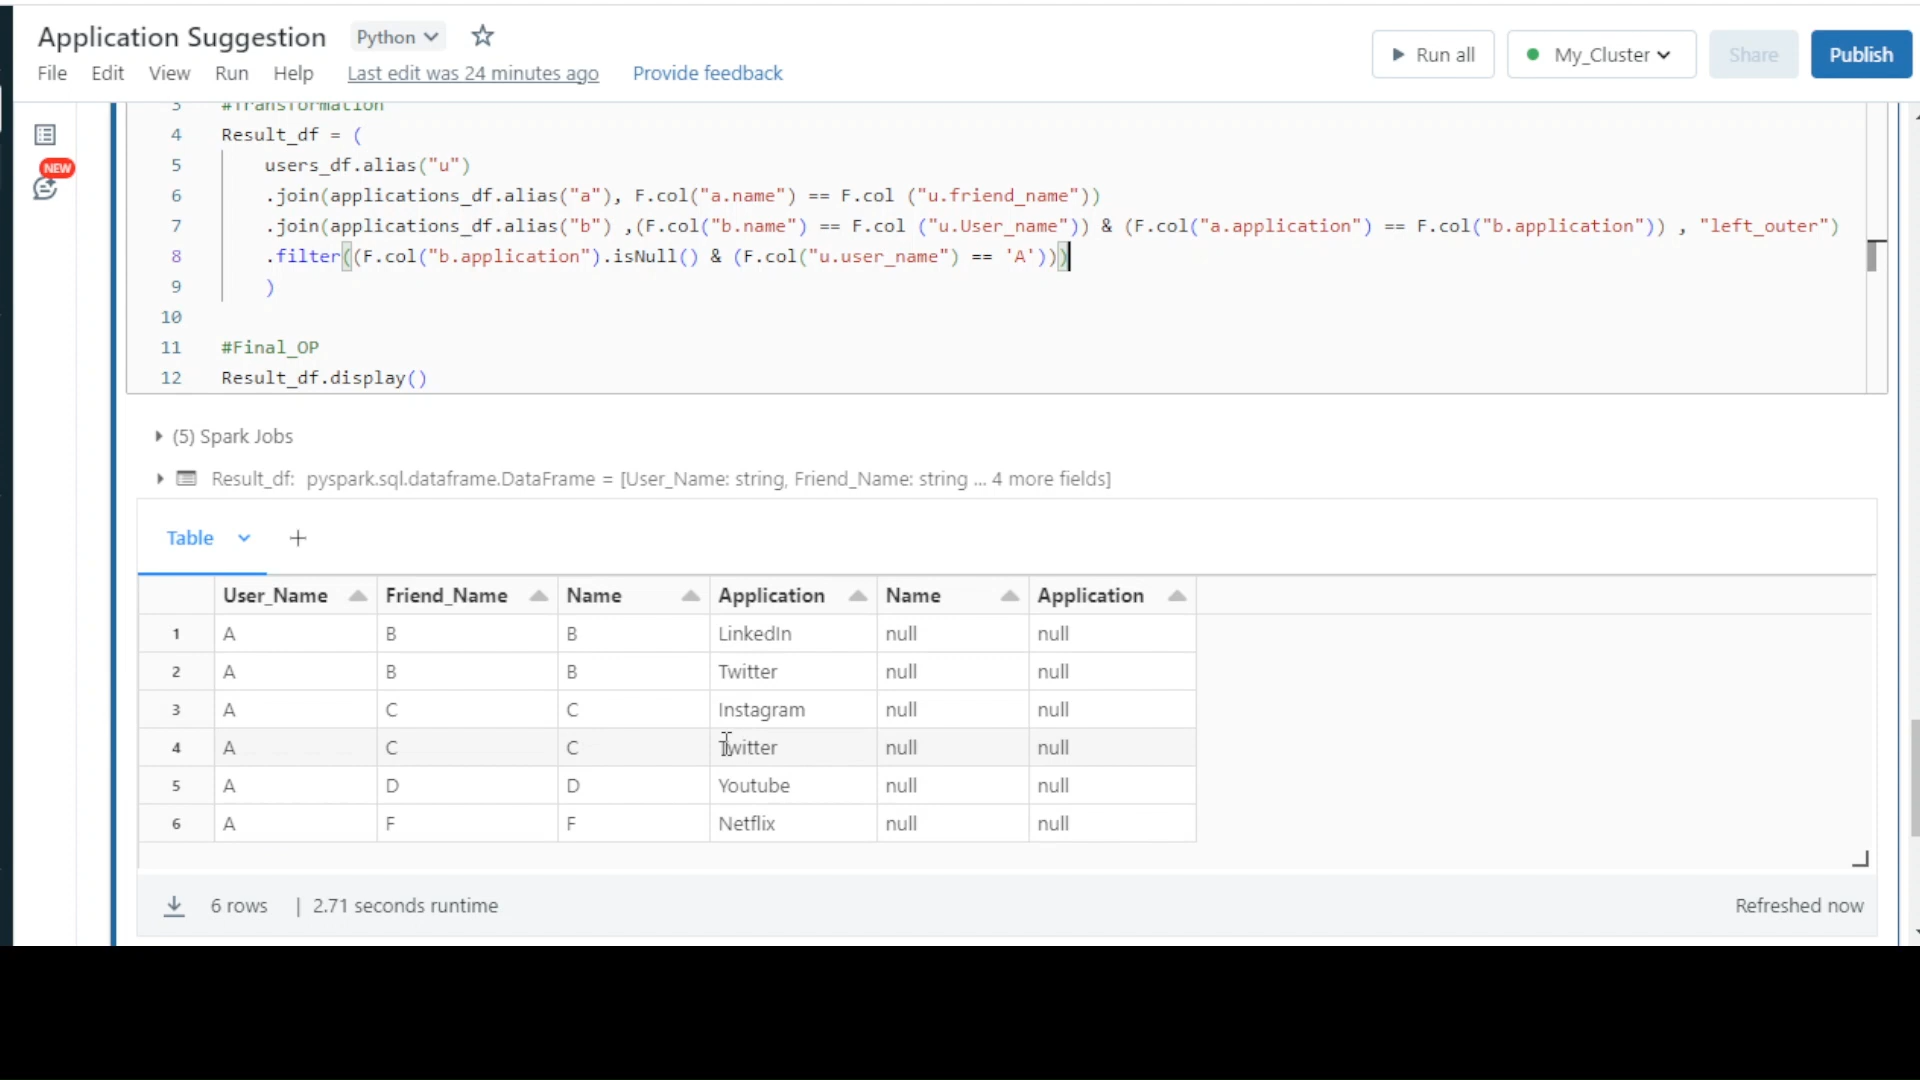 Application Suggestion Python
File Edit View Run Help Last edit was 24 minutes ago Provide feedback
Run all My_Cluster Share Publish
NEW
3 #Transformation
4 Result_df = (
5 users_df.alias("u")
6 .join(applications_df.alias("a"), F.col("a.name") == F.col ("u.friend_name"))
7 .join(applications_df.alias("b") ,(F.col("b.name") == F.col ("u.User_name")) & (F.col("a.application") == F.col("b.application")) , "left_outer")
8 .filter((F.col("b.application").isNull() & (F.col("u.user_name") == 'A')))
9 )
10
11 #Final_OP
12 Result_df.display()
(5) Spark Jobs
Result_df: pyspark.sql.dataframe.DataFrame = [User_Name: string, Friend_Name: string ... 4 more fields]
Table +
User_Name Friend_Name Name Application Name Application
1 A B B LinkedIn null null
2 A B B Twitter null null
3 A C C Instagram null null
4 A C C Twitter null null
5 A D D Youtube null null
6 A F F Netflix null null
6 rows | 2.71 seconds runtime Refreshed now